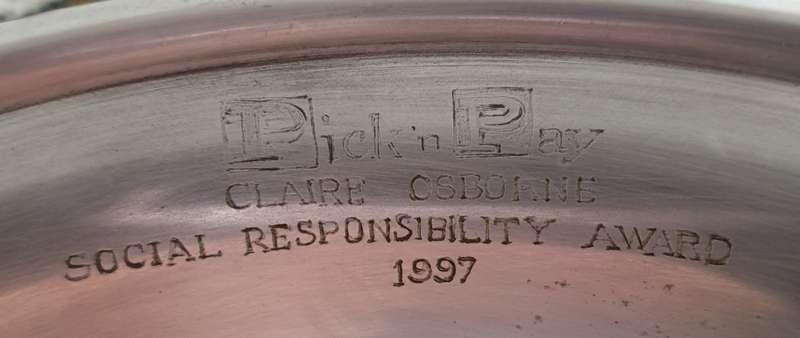 Pick 'n Pay
CLAIRE OSBORNE
SOCIAL RESPONSIBILITY AWARD
1997